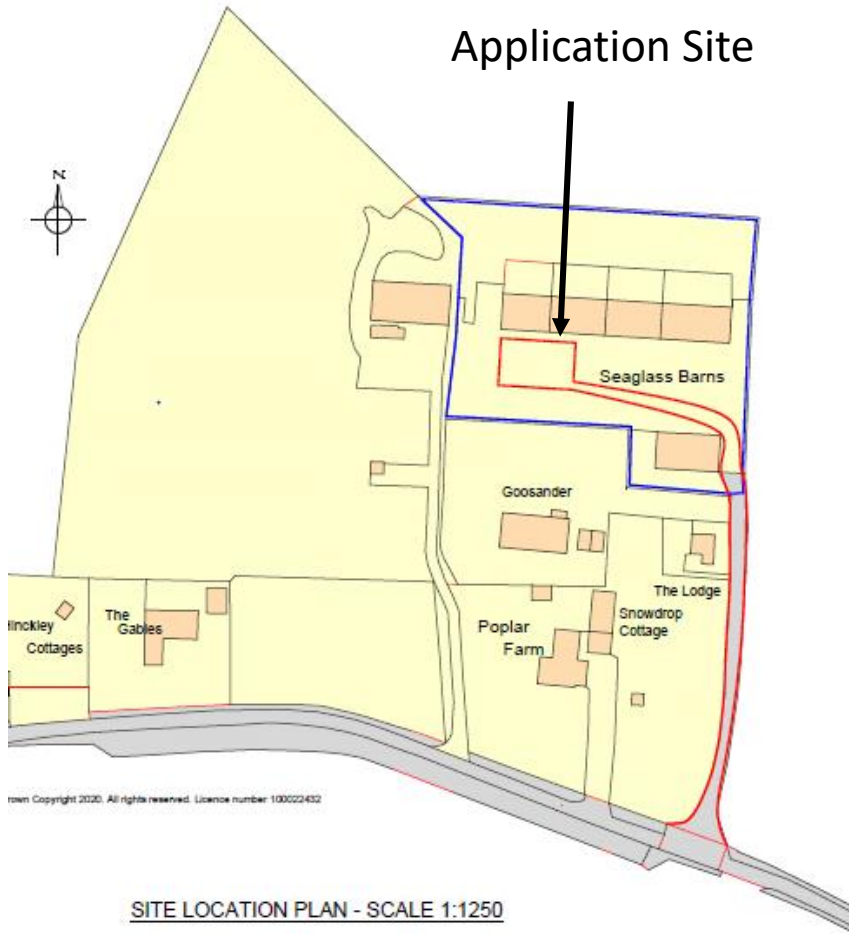 Application Site
N
Seaglass Barns
Goosander
The Lodge
Snowdrop
Cottage
Poplar
Farm
The
Gables
Hinckley
Cottages
rown Copyright 2020. All rights reserved. Licence number 100022432
SITE LOCATION PLAN - SCALE 1:1250